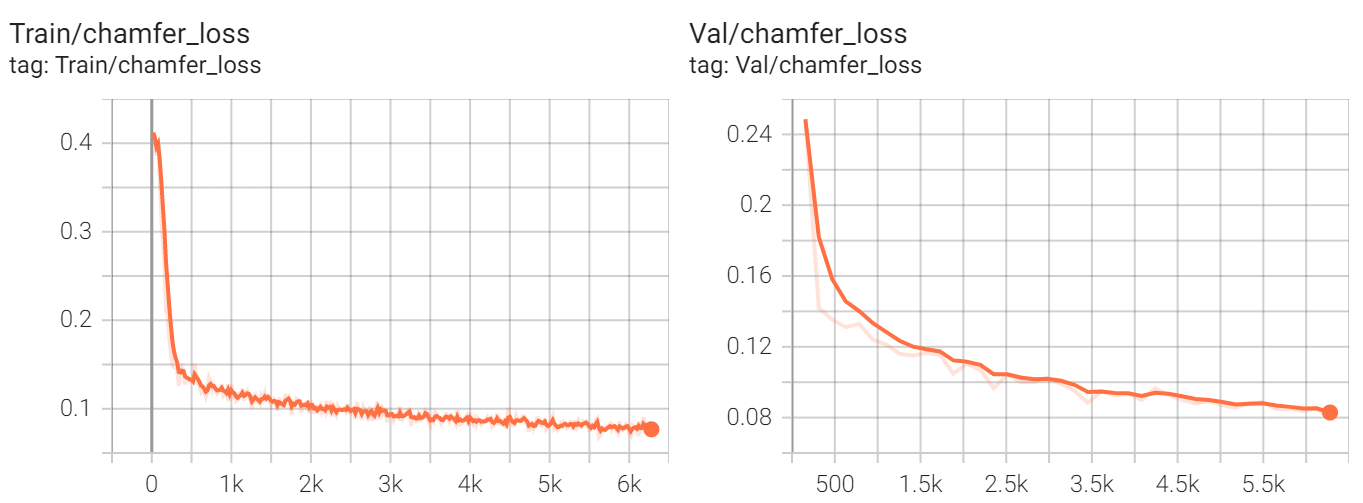 Train/chamfer_loss
tag: Train/chamfer_loss
0.4
0.3
0.2
0.1
0 1k 2k 3k 4k 5k 6k
Val/chamfer_loss
tag: Val/chamfer_loss
0.24
0.2
0.16
0.12
0.08
500 1.5k 2.5k 3.5k 4.5k 5.5k